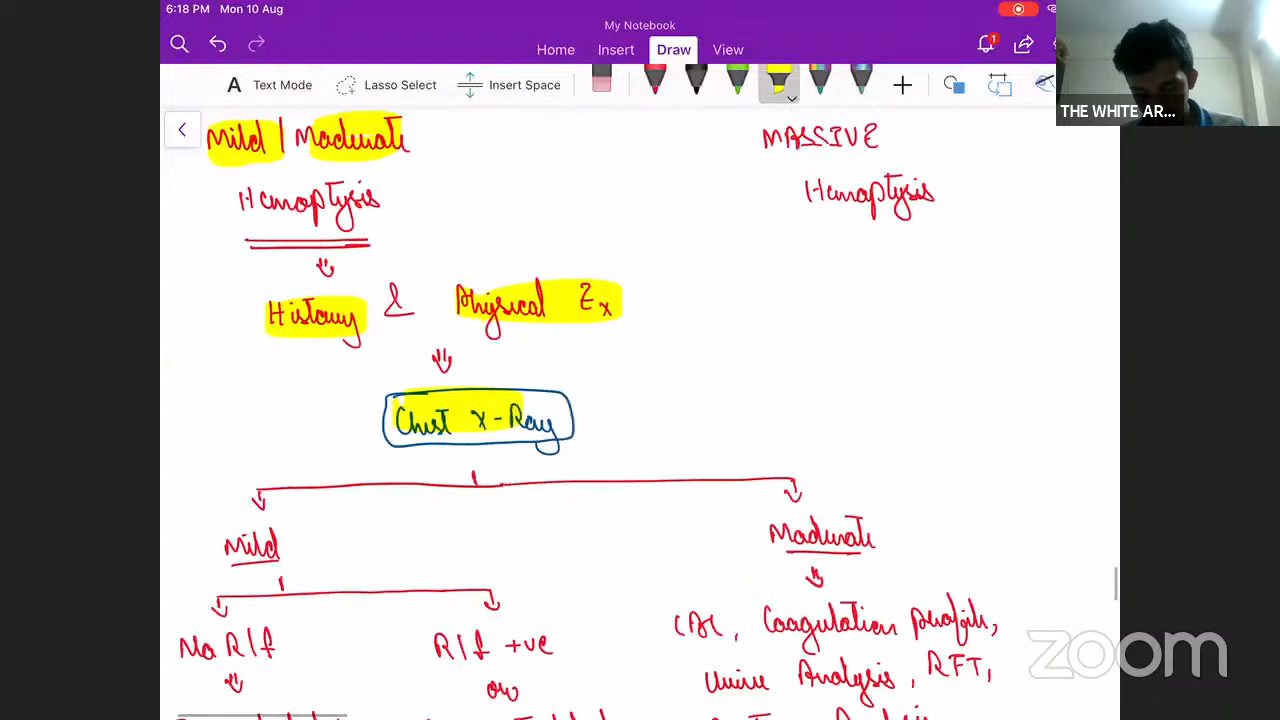 6:18 PM Mon 10 Aug
My Notebook
Home Insert Draw View
1
A Text Mode Lasso Select Insert Space
THE WHITE AR...
Mild / Moderate MASSIVE
Hemoptysis Hemoptysis
History & Physical Ex
Chest X-Ray
Mild Moderate
No R/f R/f +ve CBC, Coagulation profile,
or Urine Analysis, RFT,
zoom